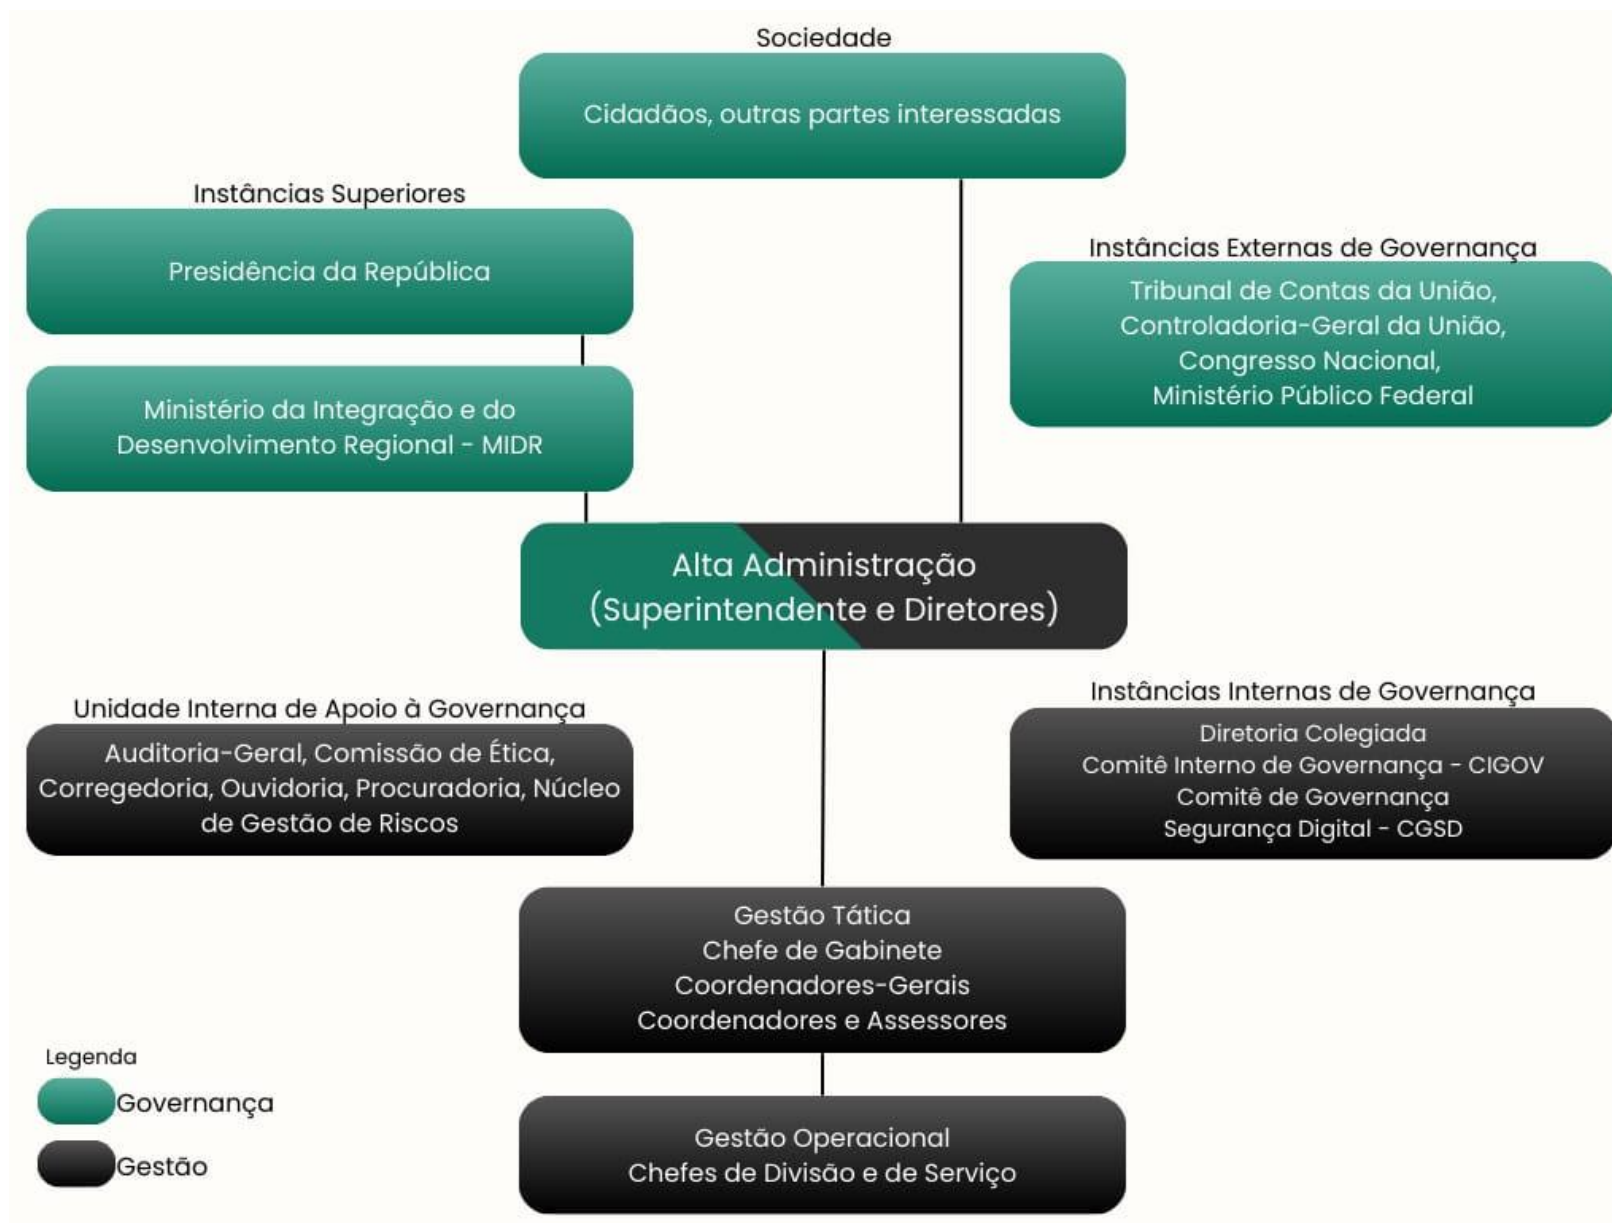 Sociedade
Cidadãos, outras partes interessadas
Instâncias Superiores
Presidência da República
Ministério da Integração e do
Desenvolvimento Regional - MIDR
Instâncias Externas de Governança
Tribunal de Contas da União,
Controladoria-Geral da União,
Congresso Nacional,
Ministério Público Federal
Alta Administração
(Superintendente e Diretores)
Unidade Interna de Apoio à Governança
Auditoria-Geral, Comissão de Ética,
Corregedoria, Ouvidoria, Procuradoria, Núcleo
de Gestão de Riscos
Instâncias Internas de Governança
Diretoria Colegiada
Comitê Interno de Governança - CIGOV
Comitê de Governança
Segurança Digital - CGSD
Gestão Tática
Chefe de Gabinete
Coordenadores-Gerais
Coordenadores e Assessores
Gestão Operacional
Chefes de Divisão e de Serviço
Legenda
Governança
Gestão